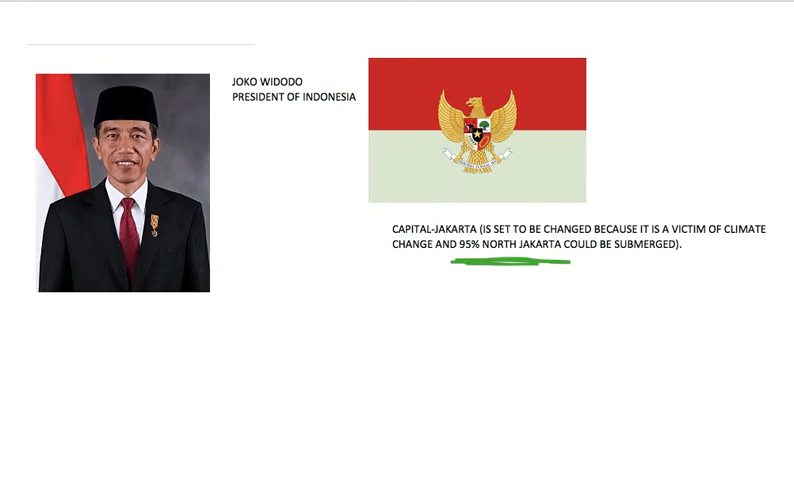 JOKO WIDODO
PRESIDENT OF INDONESIA
CAPITAL-JAKARTA (IS SET TO BE CHANGED BECAUSE IT IS A VICTIM OF CLIMATE
CHANGE AND 95% NORTH JAKARTA COULD BE SUBMERGED).